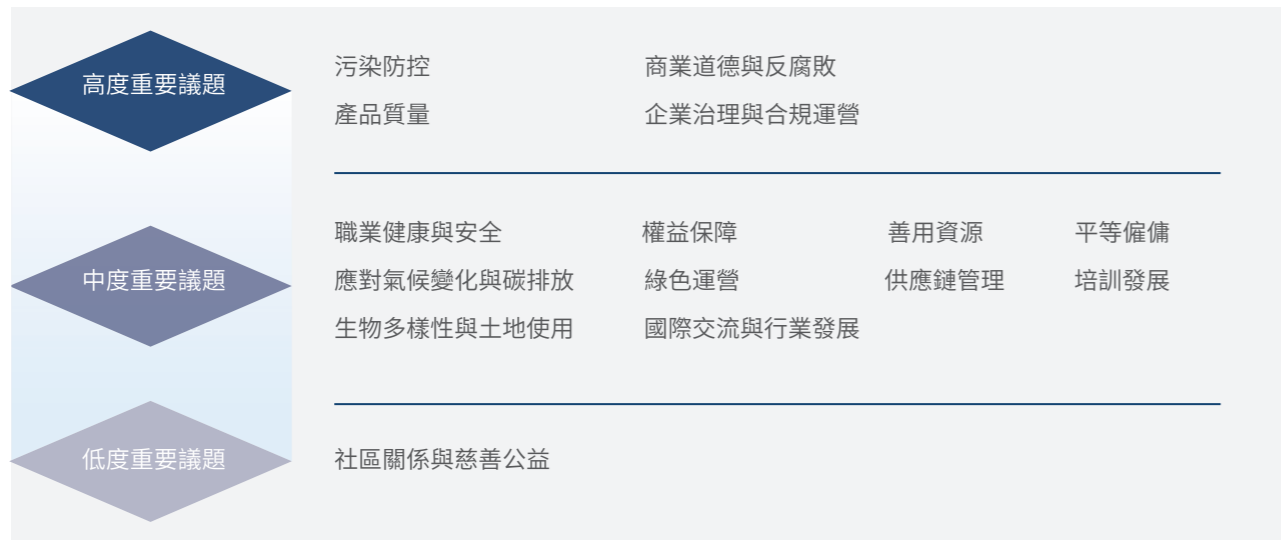 高度重要議題
污染防控 商業道德與反腐敗
產品質量 企業治理與合規運營
中度重要議題
職業健康與安全 權益保障 善用資源 平等僱傭
應對氣候變化與碳排放 綠色運營 供應鏈管理 培訓發展
生物多樣性與土地使用 國際交流與行業發展
低度重要議題
社區關係與慈善公益